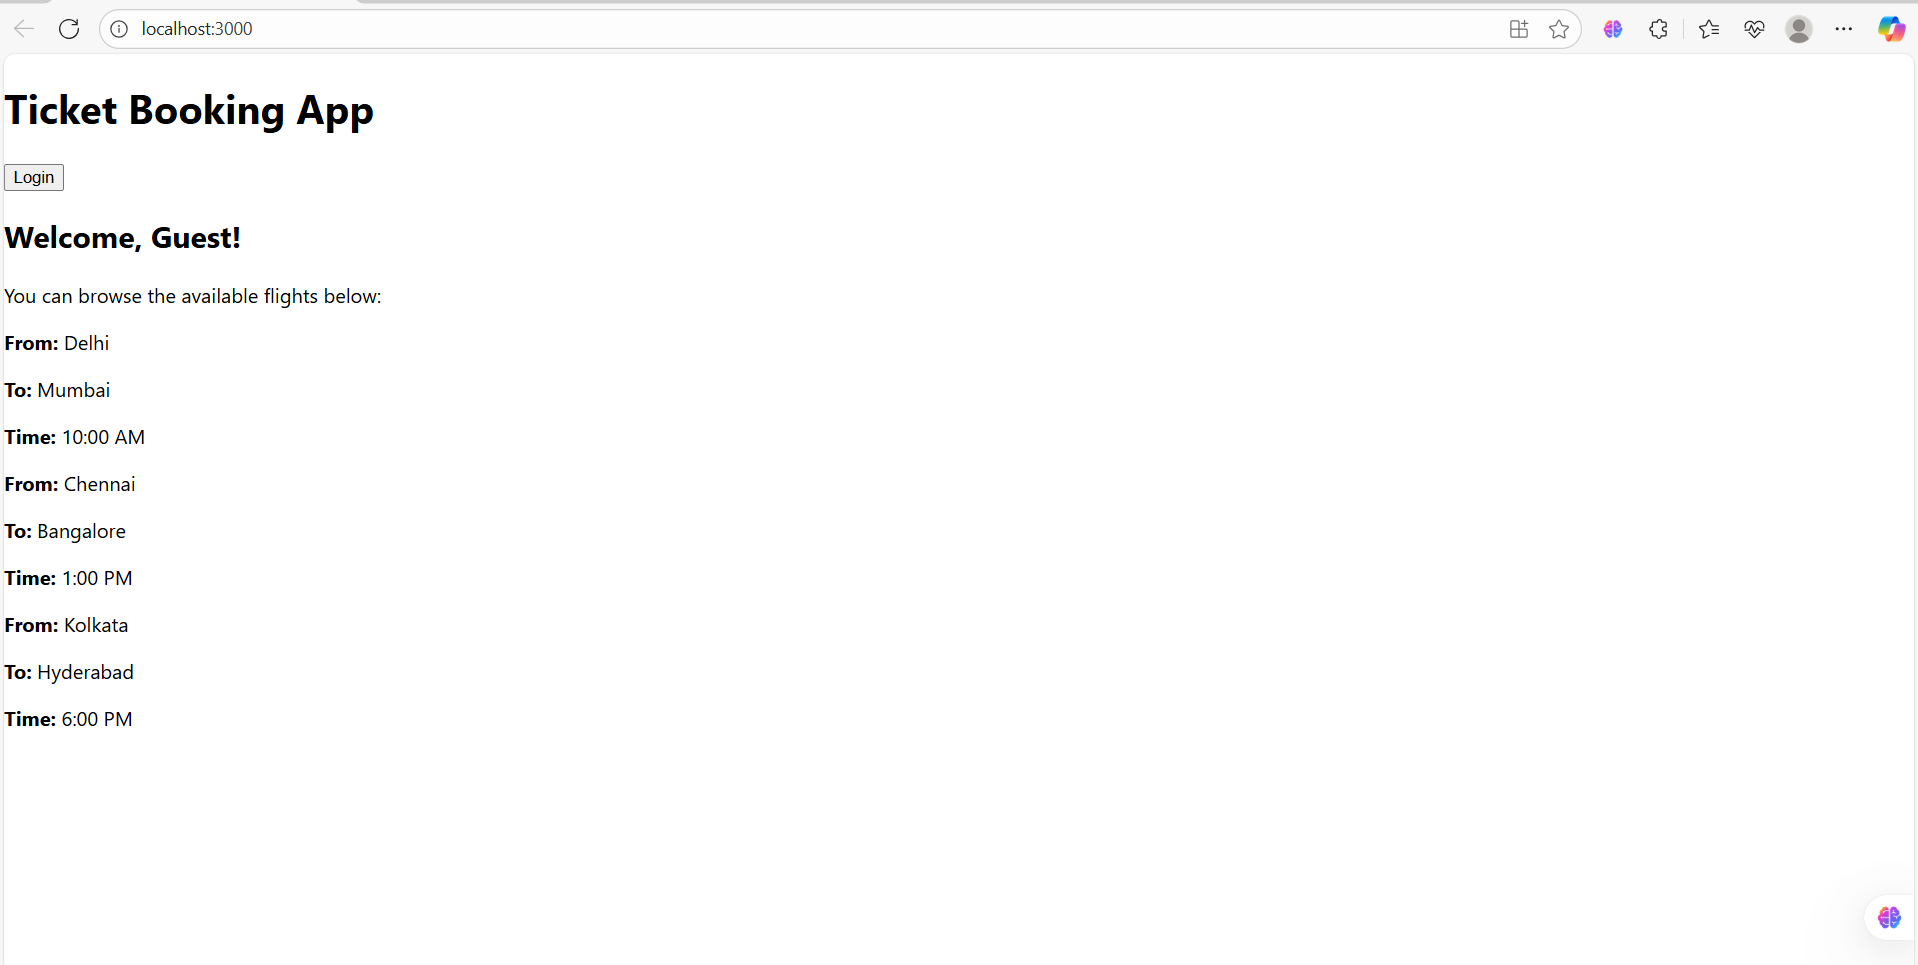 localhost:3000
Ticket Booking App
Login
Welcome, Guest!
You can browse the available flights below:
From: Delhi
To: Mumbai
Time: 10:00 AM
From: Chennai
To: Bangalore
Time: 1:00 PM
From: Kolkata
To: Hyderabad
Time: 6:00 PM